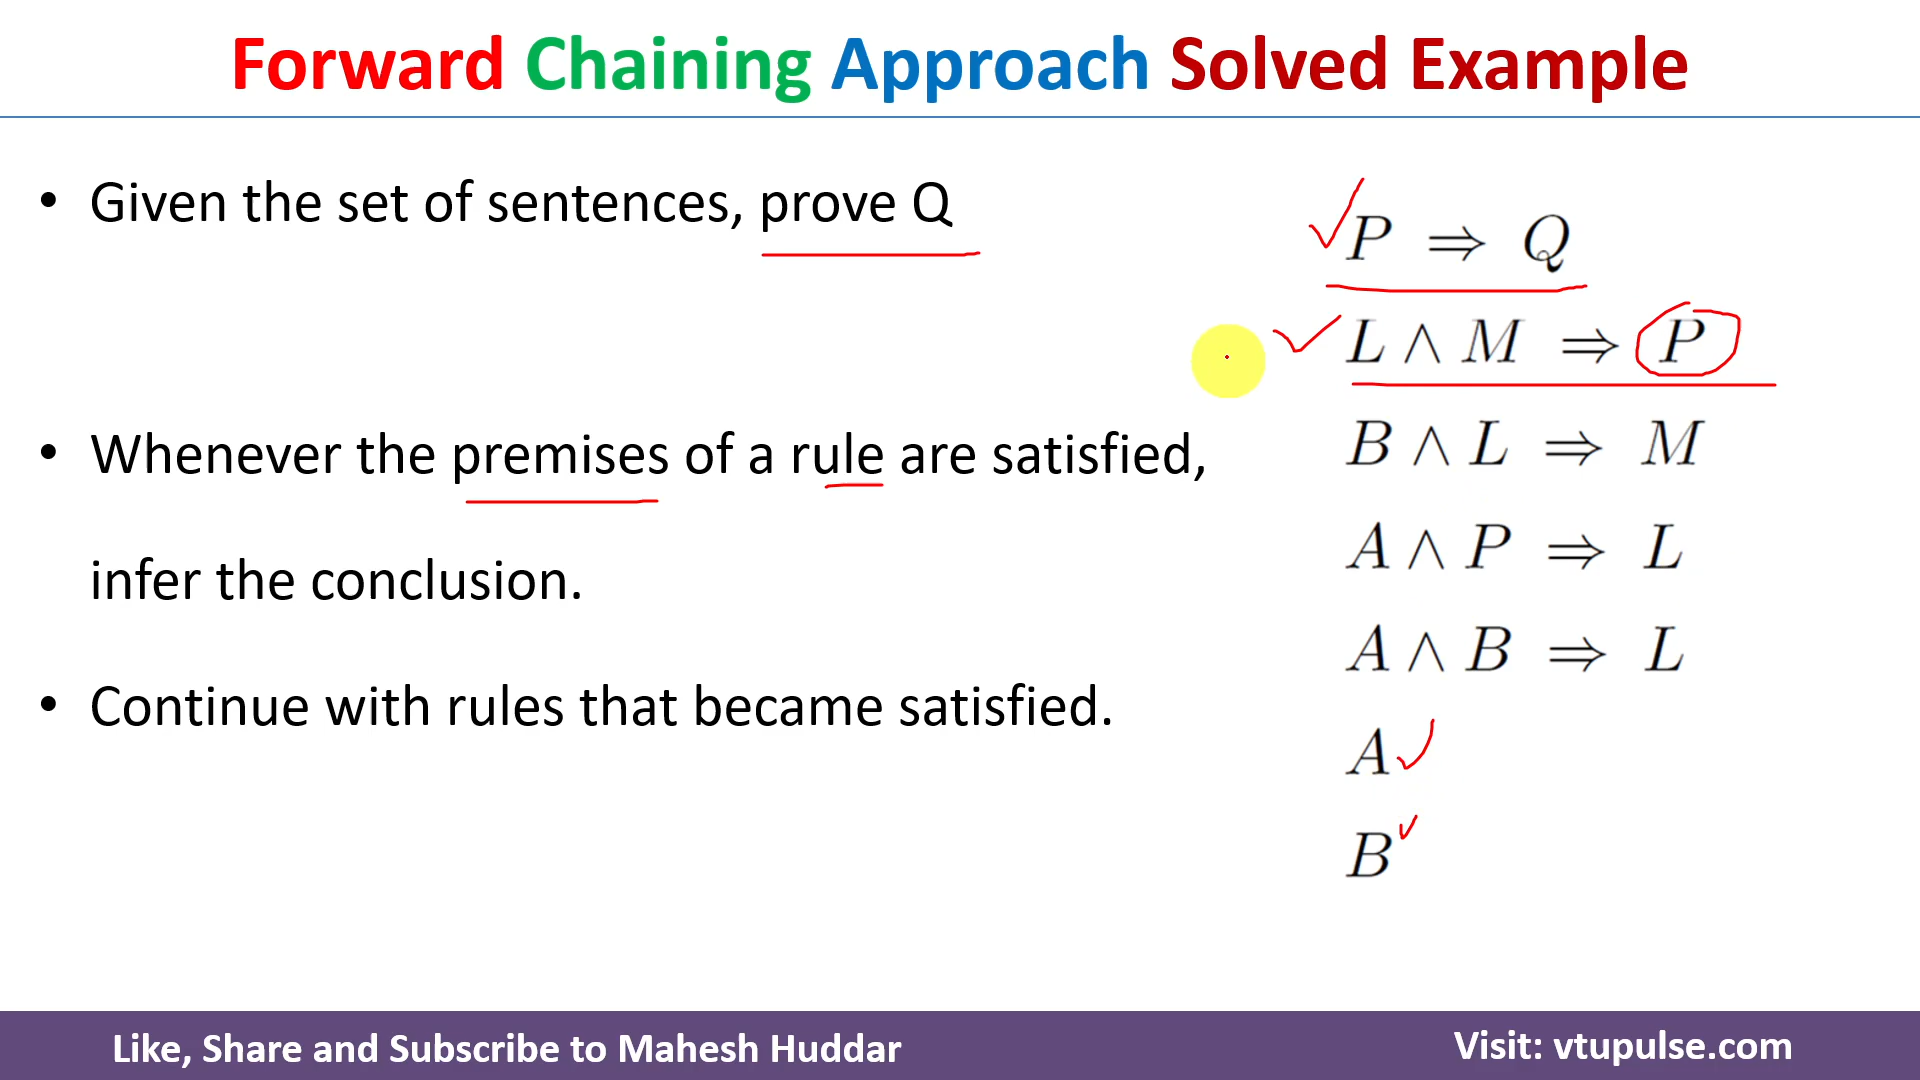 Forward Chaining Approach Solved Example
• Given the set of sentences, prove Q
• Whenever the premises of a rule are satisfied,
infer the conclusion.
• Continue with rules that became satisfied.
P ⇒ Q
L ∧ M ⇒ P
B ∧ L ⇒ M
A ∧ P ⇒ L
A ∧ B ⇒ L
A
B
Like, Share and Subscribe to Mahesh Huddar
Visit: vtupulse.com